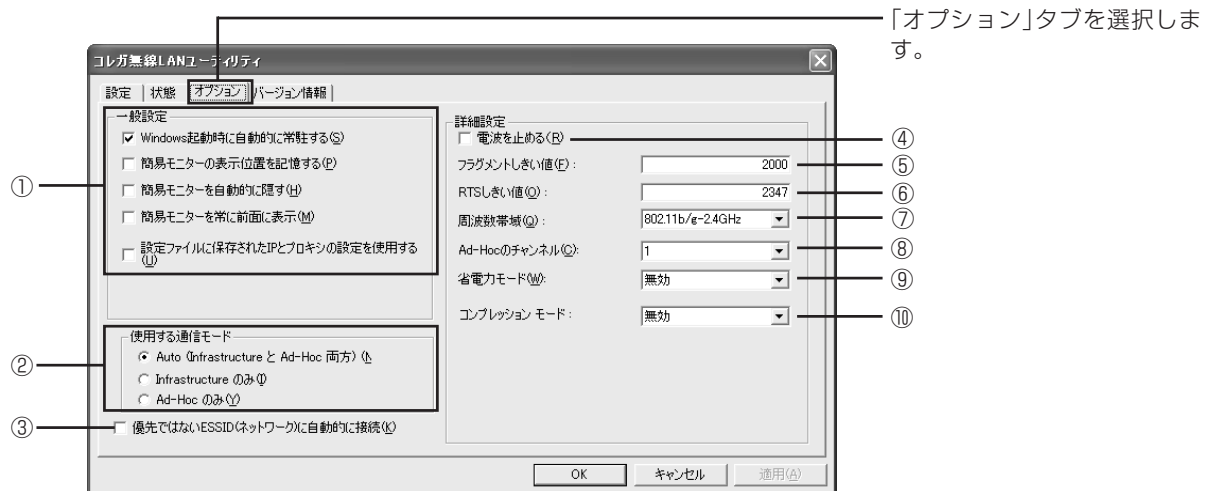 「オプション」タブを選択しま
す。
コレガ無線LANユーティリティ
設定 状態 オプション バージョン情報
一般設定
Windows起動時に自動的に常駐する(S)
簡易モニターの表示位置を記憶する(P)
簡易モニターを自動的に隠す(H)
簡易モニターを常に前面に表示(M)
設定ファイルに保存されたIPとプロキシの設定を使用する
(U)
①
使用する通信モード
Auto (Infrastructure と Ad-Hoc 両方) (N
Infrastructure のみ(I)
Ad-Hoc のみ(Y)
②
③
優先ではないESSID(ネットワーク)に自動的に接続(K)
詳細設定
電波を止める(R)
④
フラグメントしきい値(F): 2000
⑤
RTSしきい値(O): 2347
⑥
周波数帯域(Q): 802.11b/g-2.4GHz
⑦
Ad-Hocのチャンネル(C): 1
⑧
省電力モード(W): 無効
⑨
コンプレッション モード: 無効
⑩
OK キャンセル 適用(A)